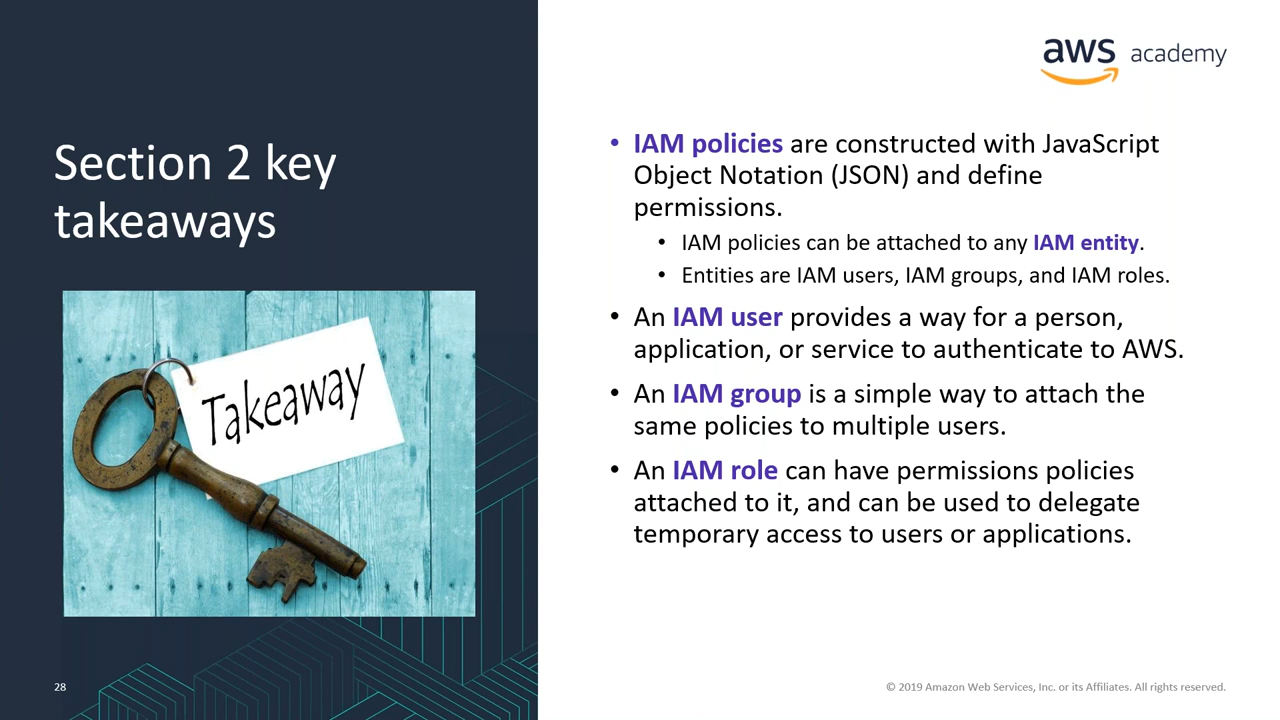 aws academy
Section 2 key
takeaways
Takeaway
• IAM policies are constructed with JavaScript
Object Notation (JSON) and define
permissions.
• IAM policies can be attached to any IAM entity.
• Entities are IAM users, IAM groups, and IAM roles.
• An IAM user provides a way for a person,
application, or service to authenticate to AWS.
• An IAM group is a simple way to attach the
same policies to multiple users.
• An IAM role can have permissions policies
attached to it, and can be used to delegate
temporary access to users or applications.
28
© 2019 Amazon Web Services, Inc. or its Affiliates. All rights reserved.